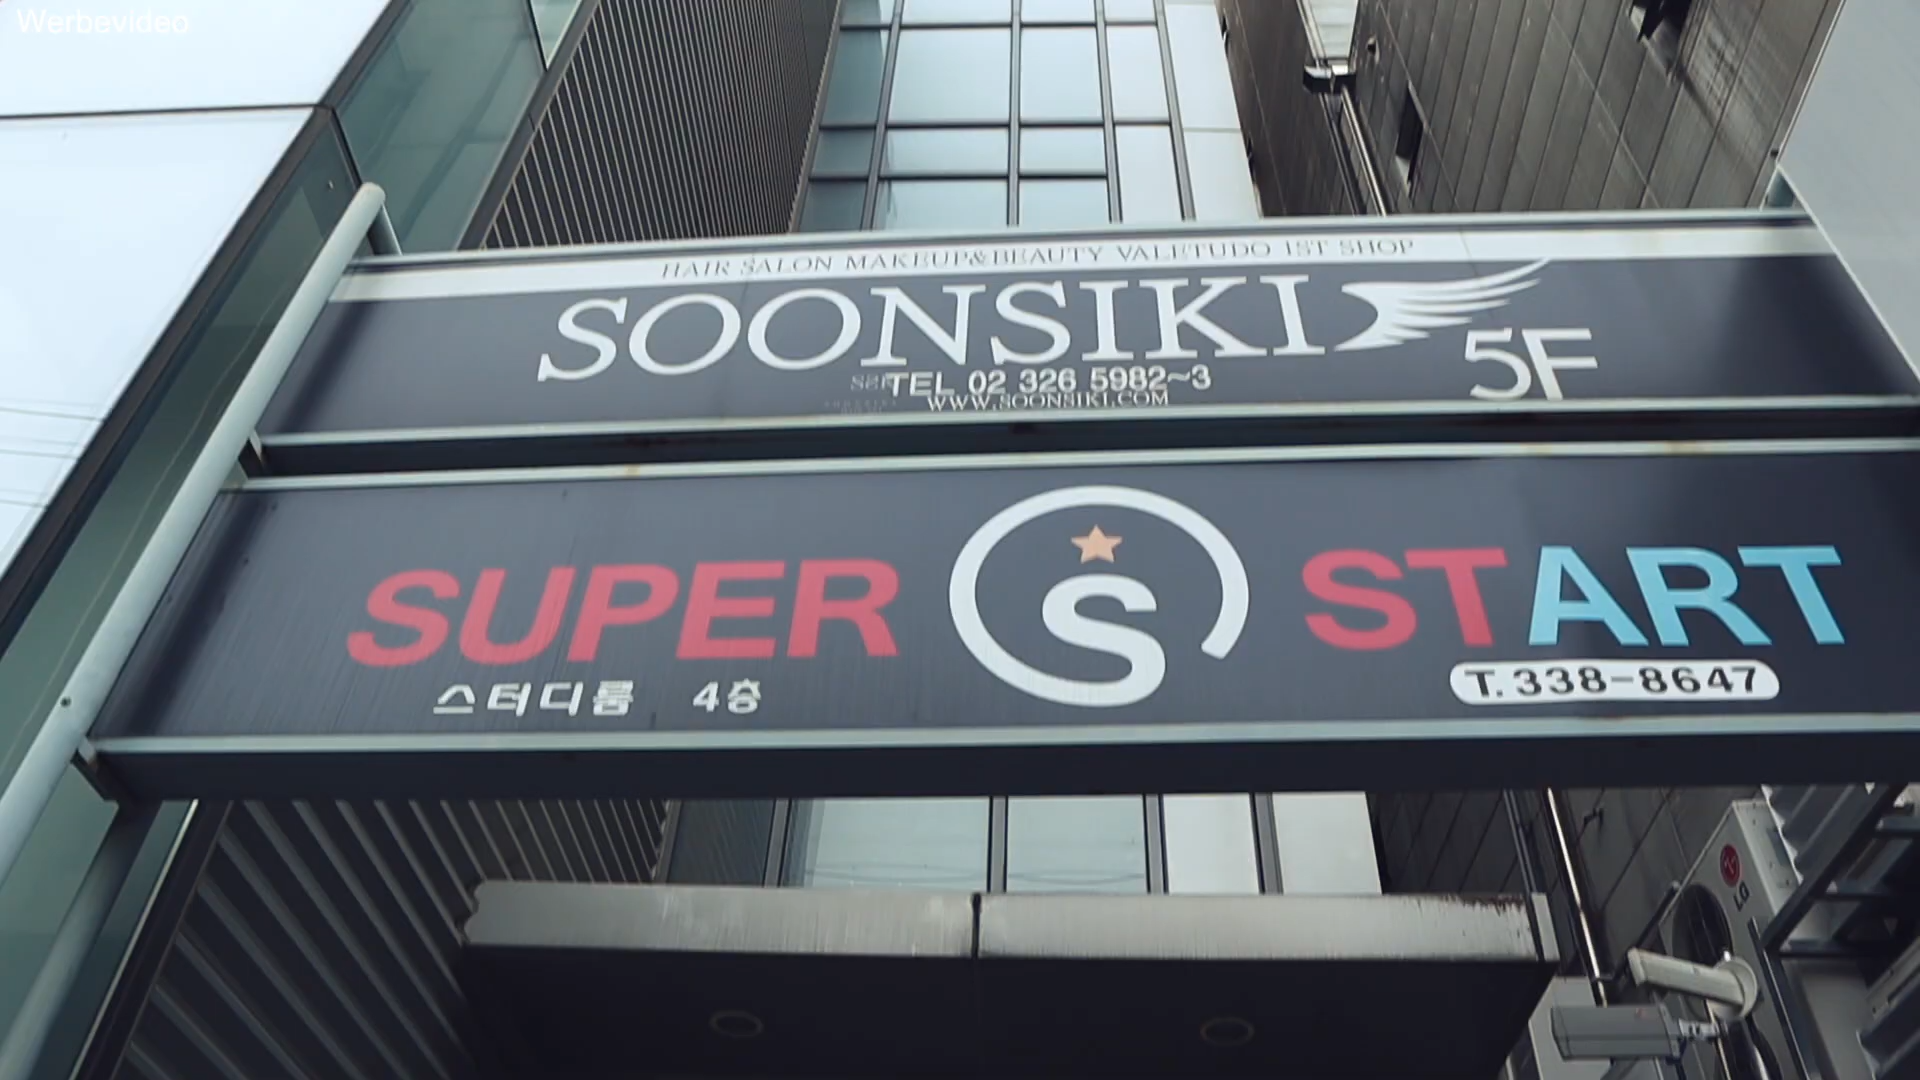 Werbevideo
HAIR SALON MAKEUP&BEAUTY VALETUDO 1ST SHOP
SOONSIKI
5F
TEL 02 326 5982~3
WWW.SOONSIKI.COM
SUPER S START
스터디룸 4층
T. 338-8647
LG